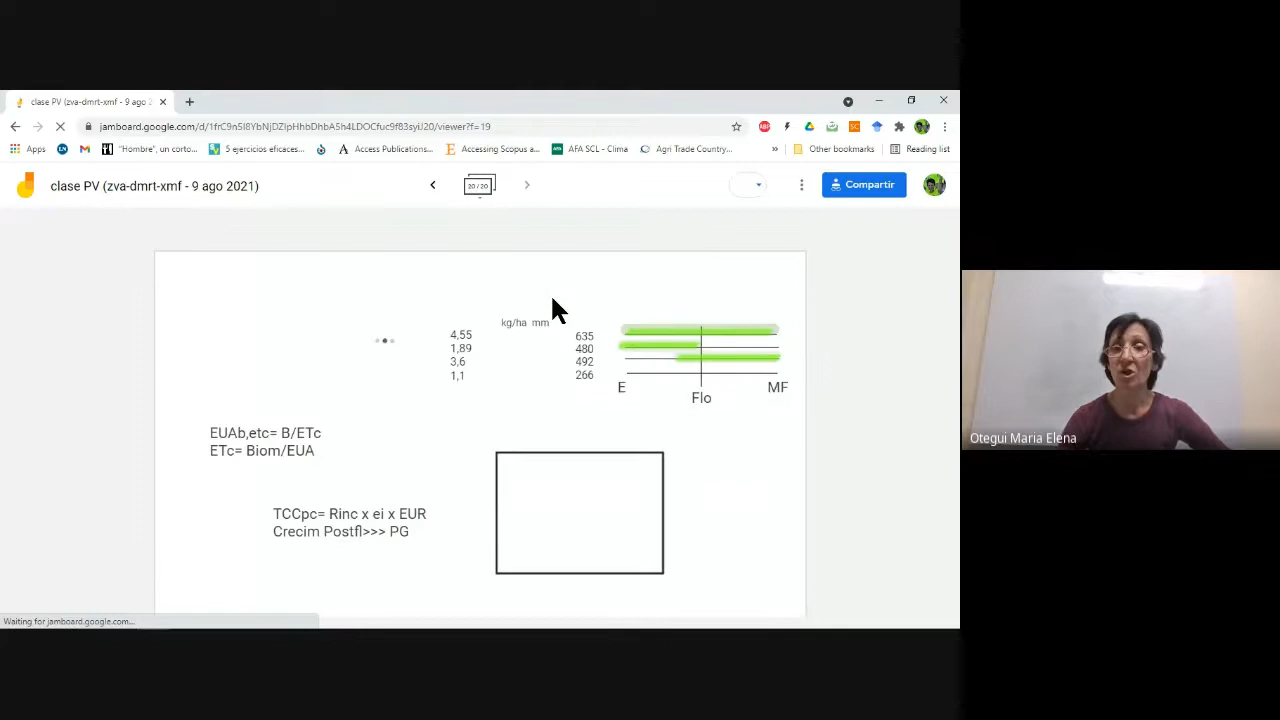 clase PV (zva-dmrt-xmf - 9 ago 2
jamboard.google.com/d/1frC9n5I8YbNjDZIpHhbDhbA5h4LDOCfuc9f83syiJ20/viewer?f=19
Apps
"Hombre", un corto...
5 ejercicios eficaces...
Access Publications...
Accessing Scopus a...
AFA SCL - Clima
Agri Trade Country...
»
Other bookmarks
Reading list
clase PV (zva-dmrt-xmf - 9 ago 2021)
20 / 20
Compartir
kg/ha mm
4,55 635
1,89 480
3,6 492
1,1 266
E Flo MF
EUAb,etc= B/ETc
ETc= Biom/EUA
TCCpc= Rinc x ei x EUR
Crecim Postfl>>> PG
Otegui Maria Elena
Waiting for jamboard.google.com...